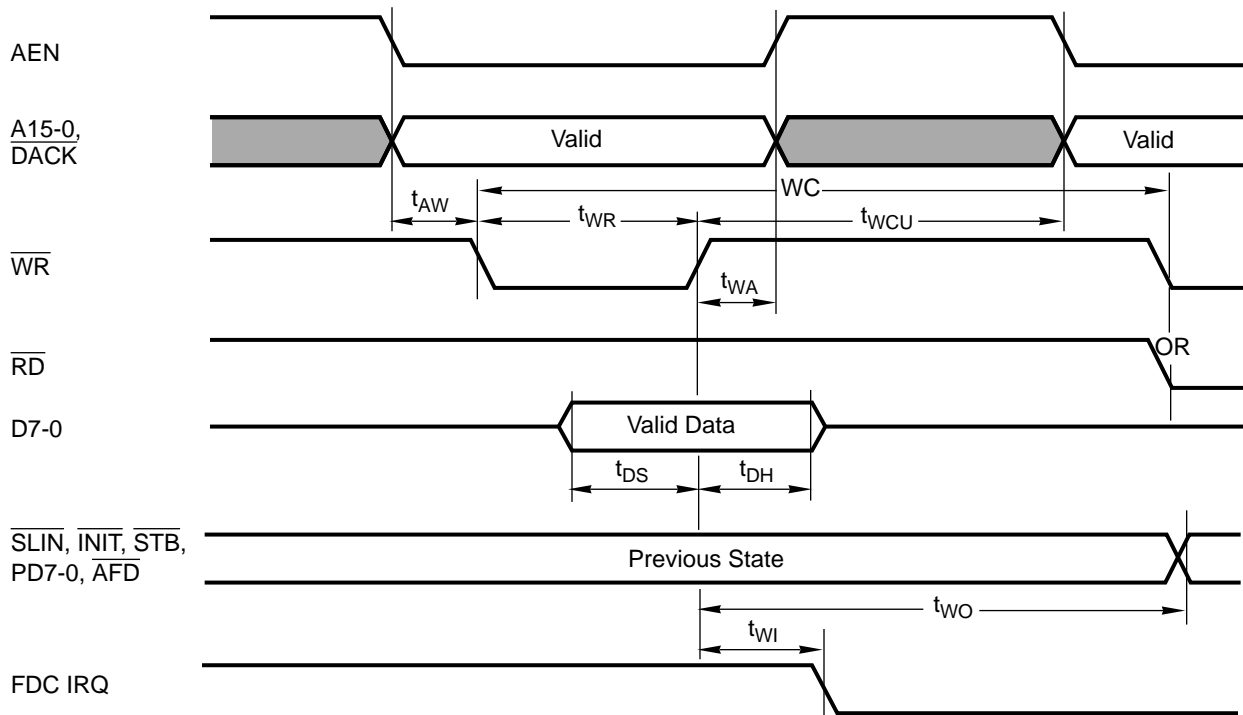 AEN
A15-0,
DACK
Valid
Valid
WC
tAW
tWR
tWCU
WR
tWA
RD
OR
D7-0
Valid Data
tDS
tDH
SLIN, INIT, STB,
PD7-0, AFD
Previous State
tWO
tWI
FDC IRQ